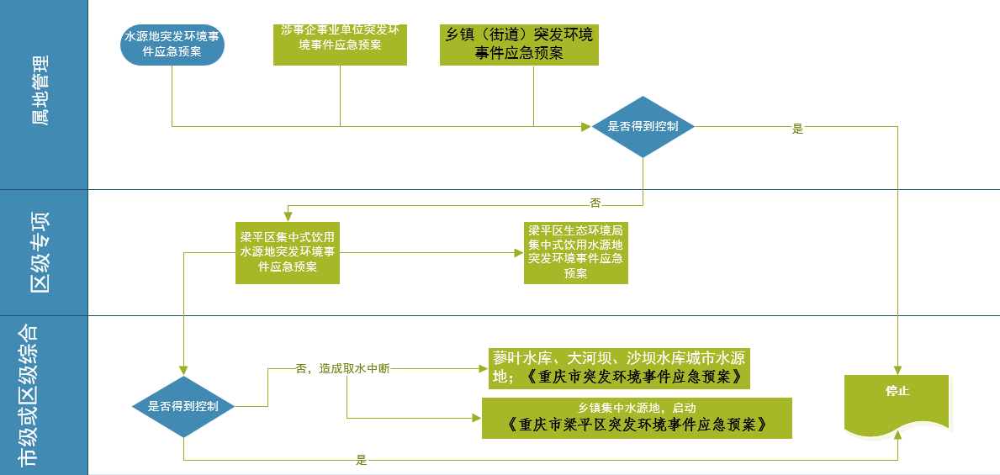 属地管理
水源地突发环境事
件应急预案
涉事企事业单位突发环
境事件应急预案
乡镇（街道）突发环境
事件应急预案
是否得到控制
是
否
区级专项
梁平区集中式饮用
水源地突发环境事
件应急预案
梁平区生态环境局
集中式饮用水源地
突发环境事件应急
预案
市级或区级综合
是否得到控制
否，造成取水中断
蓼叶水库、大河坝、沙坝水库城市水源
地；《重庆市突发环境事件应急预案》
乡镇集中水源地，启动
《重庆市梁平区突发环境事件应急预案》
停止
是